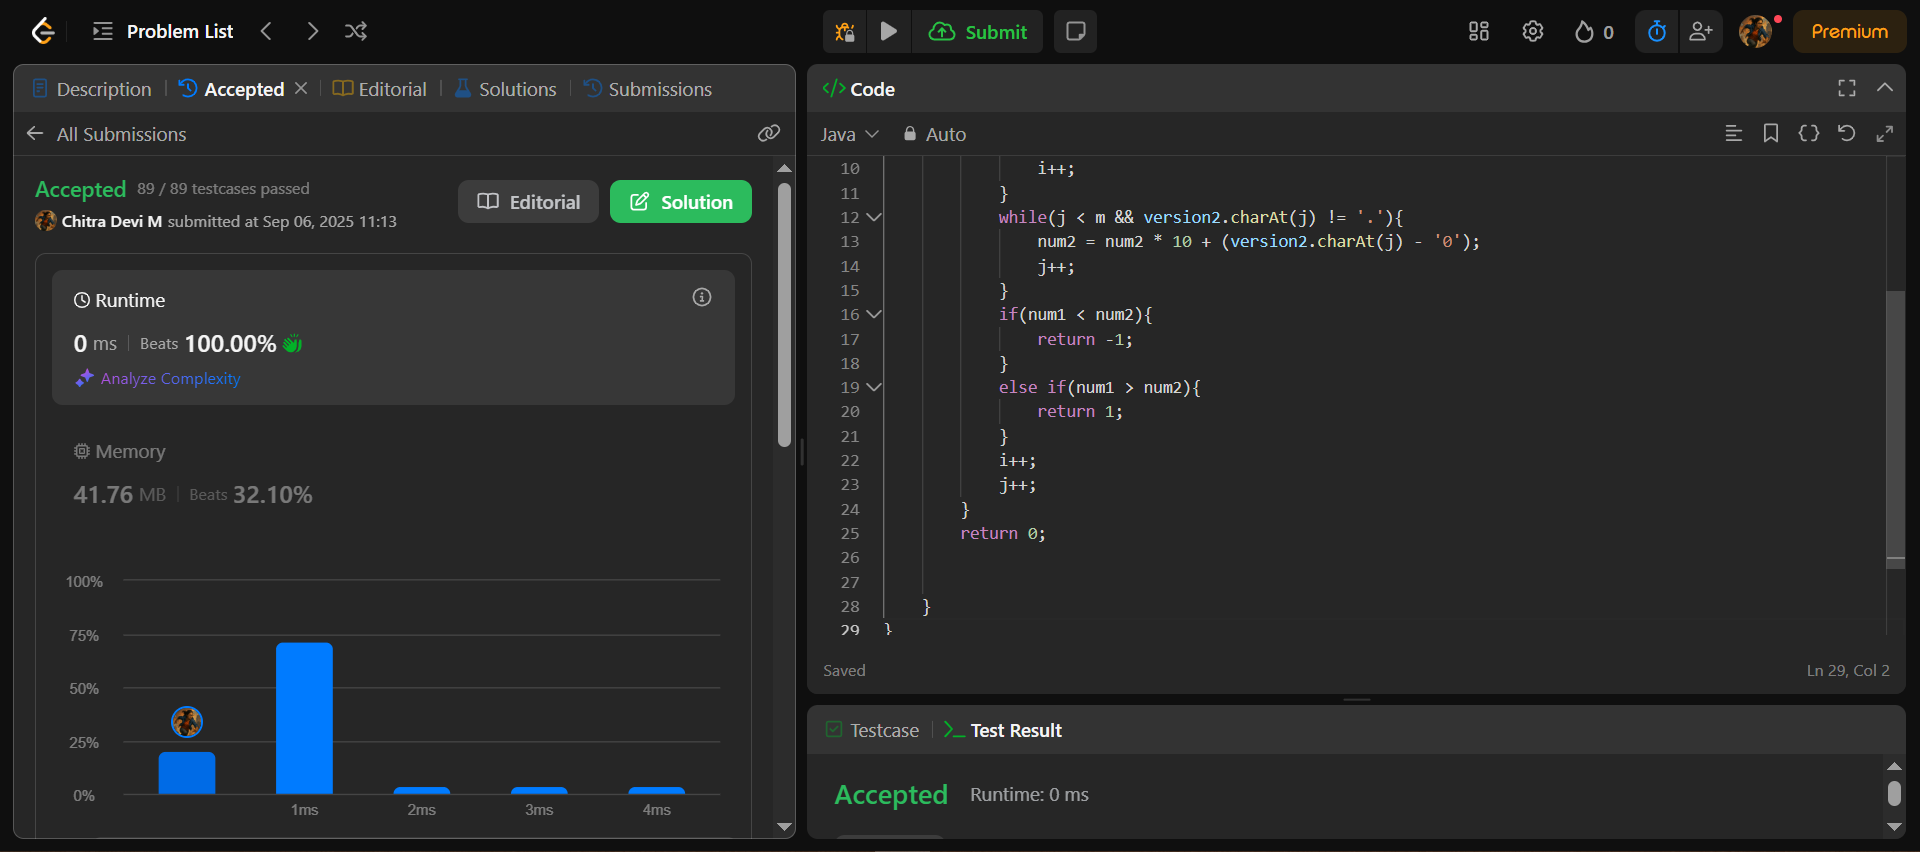 Problem List
Submit
0
Premium
Description
Accepted
Editorial
Solutions
Submissions
All Submissions
Accepted 89 / 89 testcases passed
Chitra Devi M submitted at Sep 06, 2025 11:13
Editorial
Solution
Runtime
0 ms Beats 100.00%
Analyze Complexity
Memory
41.76 MB Beats 32.10%
100%
75%
50%
25%
0%
1ms 2ms 3ms 4ms
</> Code
Java Auto
10 i++;
11 }
12 while(j < m && version2.charAt(j) != '.'){
13 num2 = num2 * 10 + (version2.charAt(j) - '0');
14 j++;
15 }
16 if(num1 < num2){
17 return -1;
18 }
19 else if(num1 > num2){
20 return 1;
21 }
22 i++;
23 j++;
24 }
25 return 0;
26
27
28 }
29 }
Saved Ln 29, Col 2
Testcase
Test Result
Accepted Runtime: 0 ms